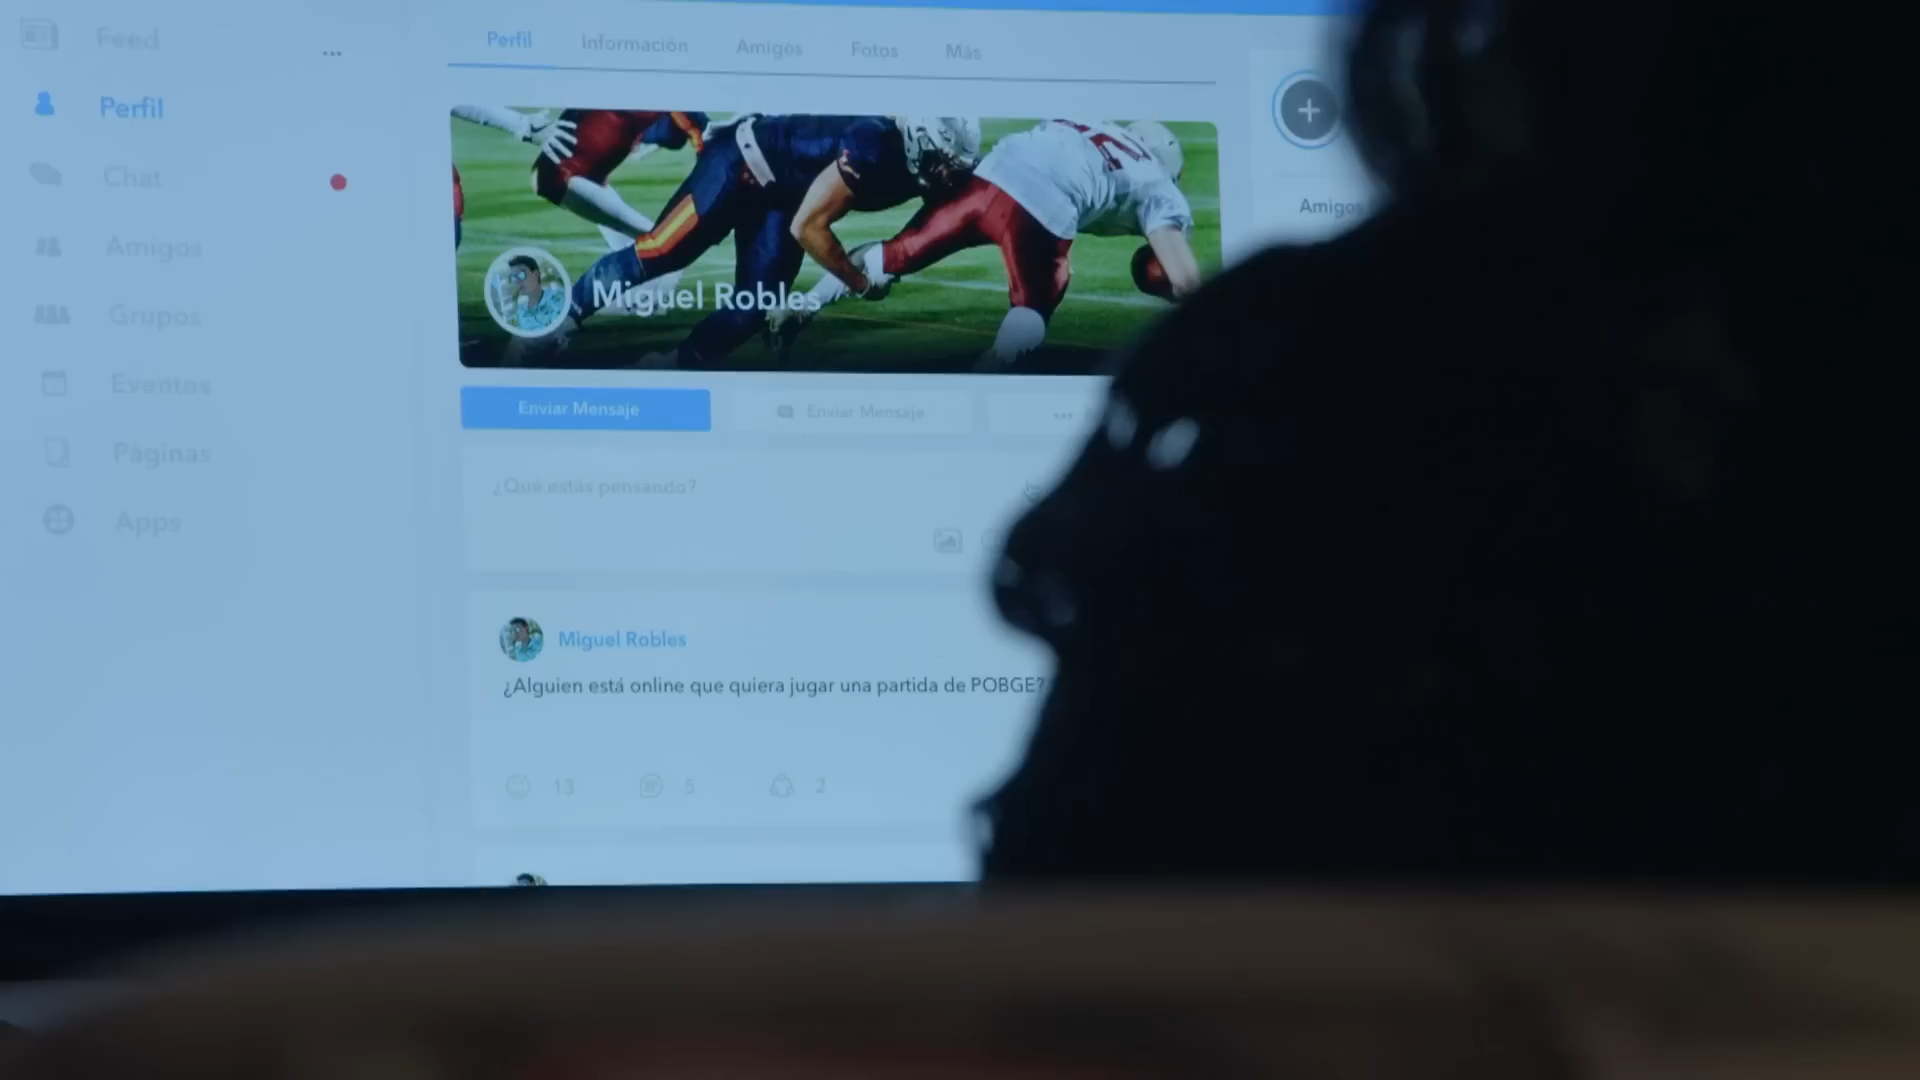 Feed
Perfil
Chat
Amigos
Grupos
Eventos
Páginas
Apps
Perfil Información Amigos Fotos Más
Miguel Robles
Enviar Mensaje Enviar Mensaje
¿Qué estás pensando?
Miguel Robles
¿Alguien está online que quiera jugar una partida de POBGE?
13 5 2
Amigos